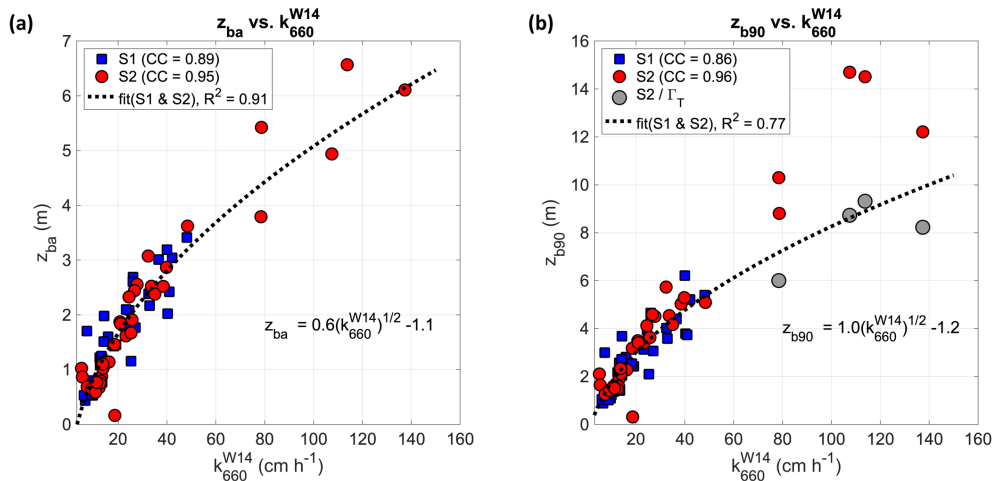 (a)
z_ba vs. k_660^W14
S1 (CC = 0.89)
S2 (CC = 0.95)
fit(S1 & S2), R^2 = 0.91
7
6
5
4
3
2
1
0
z_ba (m)
z_ba = 0.6(k_660^W14)^1/2 -1.1
20 40 60 80 100 120 140 160
k_660^W14 (cm h^-1)
(b)
z_b90 vs. k_660^W14
S1 (CC = 0.86)
S2 (CC = 0.96)
S2 / Γ_T
fit(S1 & S2), R^2 = 0.77
16
14
12
10
8
6
4
2
0
z_b90 (m)
z_b90 = 1.0(k_660^W14)^1/2 -1.2
20 40 60 80 100 120 140 160
k_660^W14 (cm h^-1)